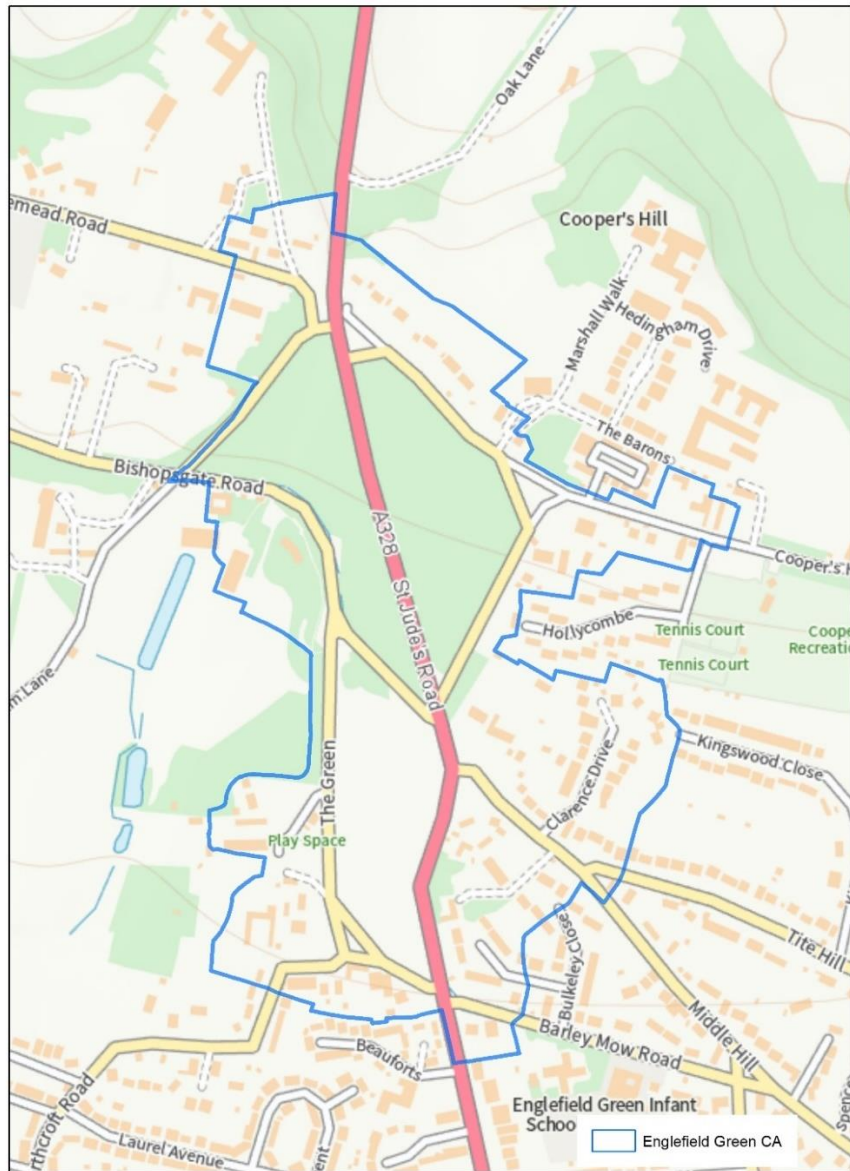 Oak Lane
emead Road
Cooper's Hill
Marshall Walk
Hedingham Drive
The Barons
Bishopsgate Road
A328
St Jude's Road
Cooper's H
Hollycombe
Tennis Court
Coope
Recreatio
Tennis Court
m Lane
The Green
Kingswood Close
Clarence Drive
Play Space
Tite Hill
Bulkeley Close
Middle Hill
Barley Mow Road
Beauforts
Englefield Green Infant
Schoo
rthcroft Road
Laurel Avenue
ent
Spence
Englefield Green CA